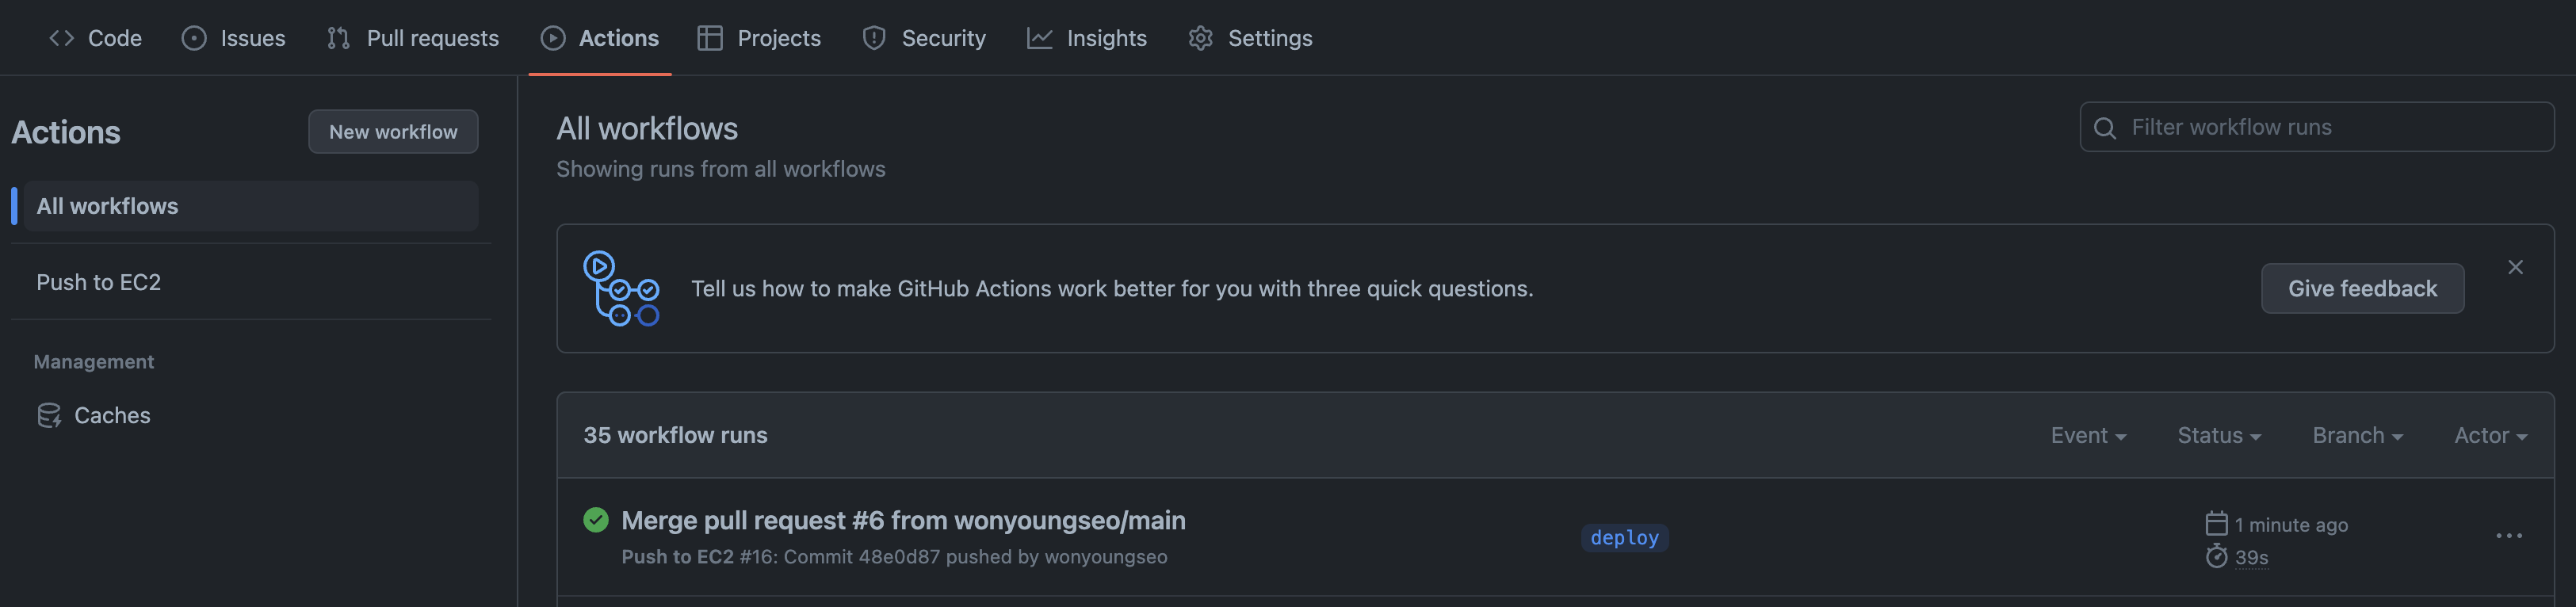 Code Issues Pull requests Actions Projects Security Insights Settings
Actions New workflow
All workflows
Push to EC2
Management
Caches
All workflows
Showing runs from all workflows
Filter workflow runs
Tell us how to make GitHub Actions work better for you with three quick questions.
Give feedback
35 workflow runs
Event Status Branch Actor
Merge pull request #6 from wonyoungseo/main
Push to EC2 #16: Commit 48e0d87 pushed by wonyoungseo
deploy
1 minute ago
39s